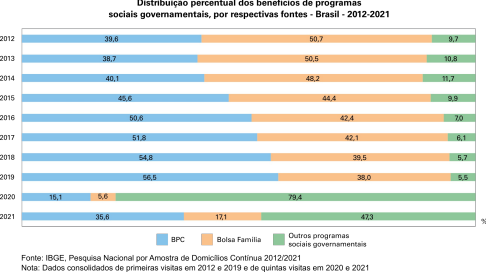 Distribuição percentual dos benefícios de programas
sociais governamentais, por respectivas fontes - Brasil - 2012-2021
2012 39,6 50,7 9,7
2013 38,7 50,5 10,8
2014 40,1 48,2 11,7
2015 45,6 44,4 9,9
2016 50,6 42,4 7,0
2017 51,8 42,1 6,1
2018 54,8 39,5 5,7
2019 56,5 38,0 5,5
2020 15,1 5,6 79,4
2021 35,6 17,1 47,3
%
BPC Bolsa Família Outros programas
sociais governamentais
Fonte: IBGE, Pesquisa Nacional por Amostra de Domicílios Contínua 2012/2021
Nota: Dados consolidados de primeiras visitas em 2012 e 2019 e de quintas visitas em 2020 e 2021